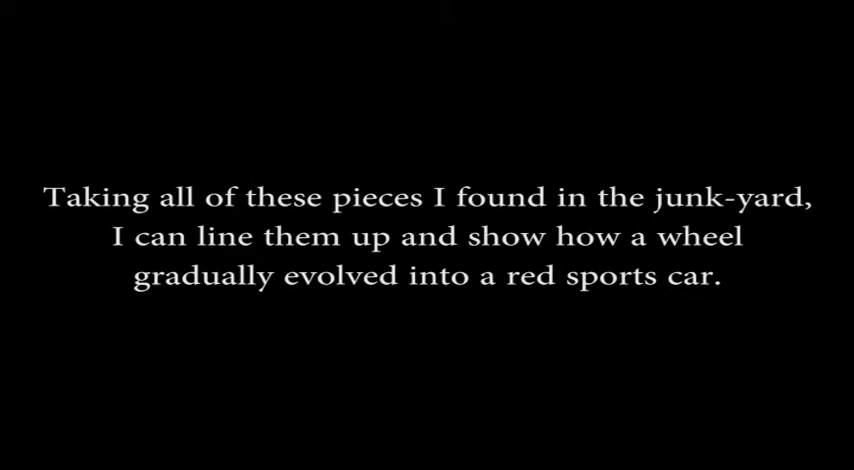 Taking all of these pieces I found in the junk-yard,
I can line them up and show how a wheel
gradually evolved into a red sports car.